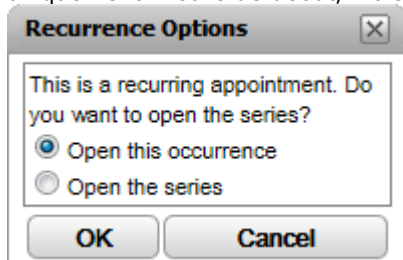 Recurrence Options
This is a recurring appointment. Do
you want to open the series?
Open this occurrence
Open the series
OK Cancel